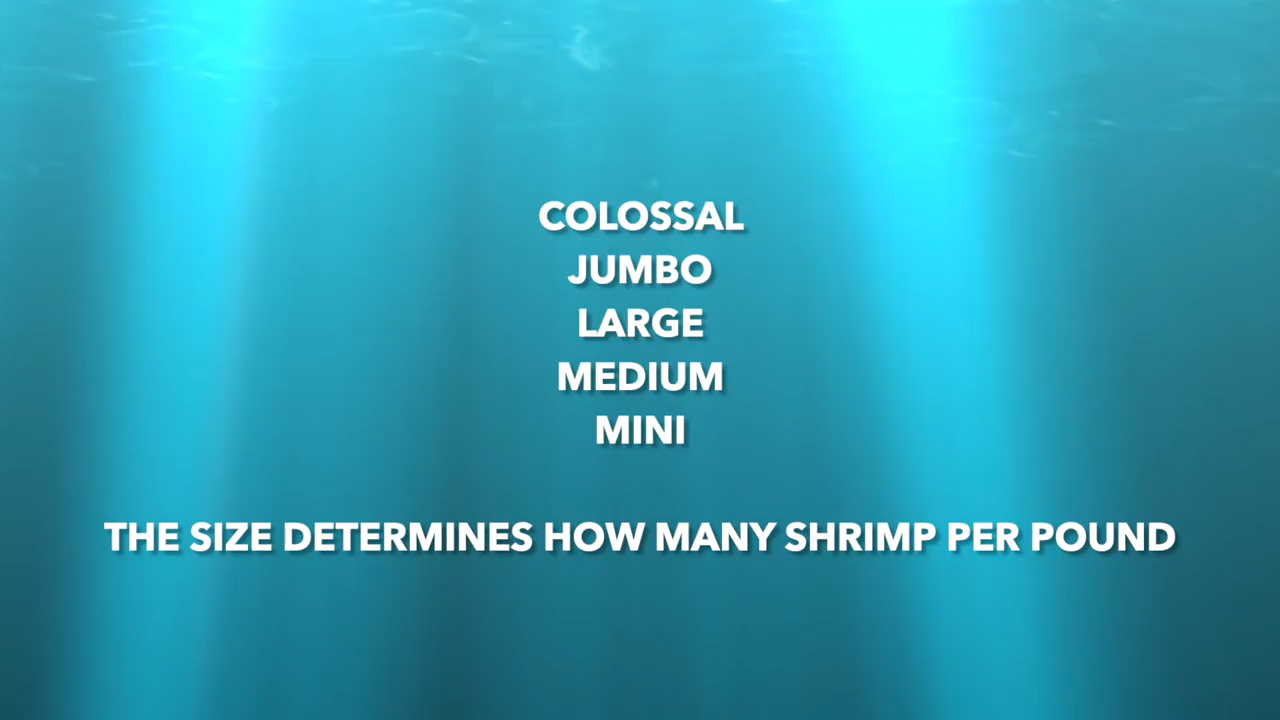 COLOSSAL
JUMBO
LARGE
MEDIUM
MINI
THE SIZE DETERMINES HOW MANY SHRIMP PER POUND